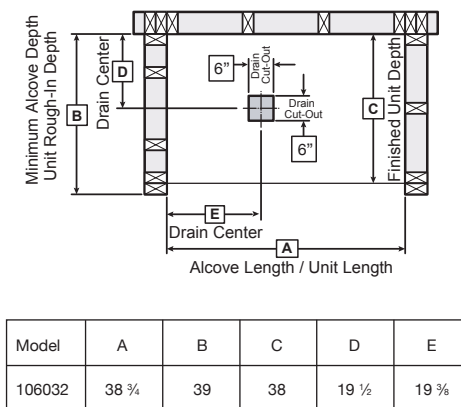 Minimum Alcove Depth
Unit Rough-In Depth
B
Drain Center
D
6”
Drain
Cut-Out
Drain
Cut-Out
6”
C
Finished Unit Depth
E
Drain Center
A
Alcove Length / Unit Length
Model A B C D E
106032 38 ¾ 39 38 19 ½ 19 ⅜